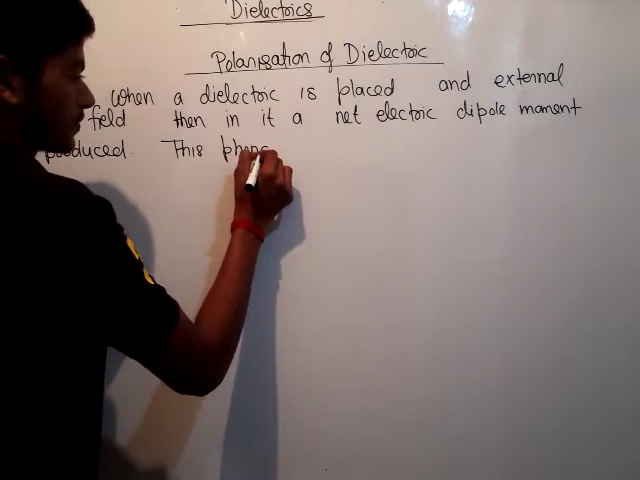 Dielectrics
Polarisation of Dielectric
When a dielectric is placed and external
field then in it a net electric dipole moment
produced. This pheno